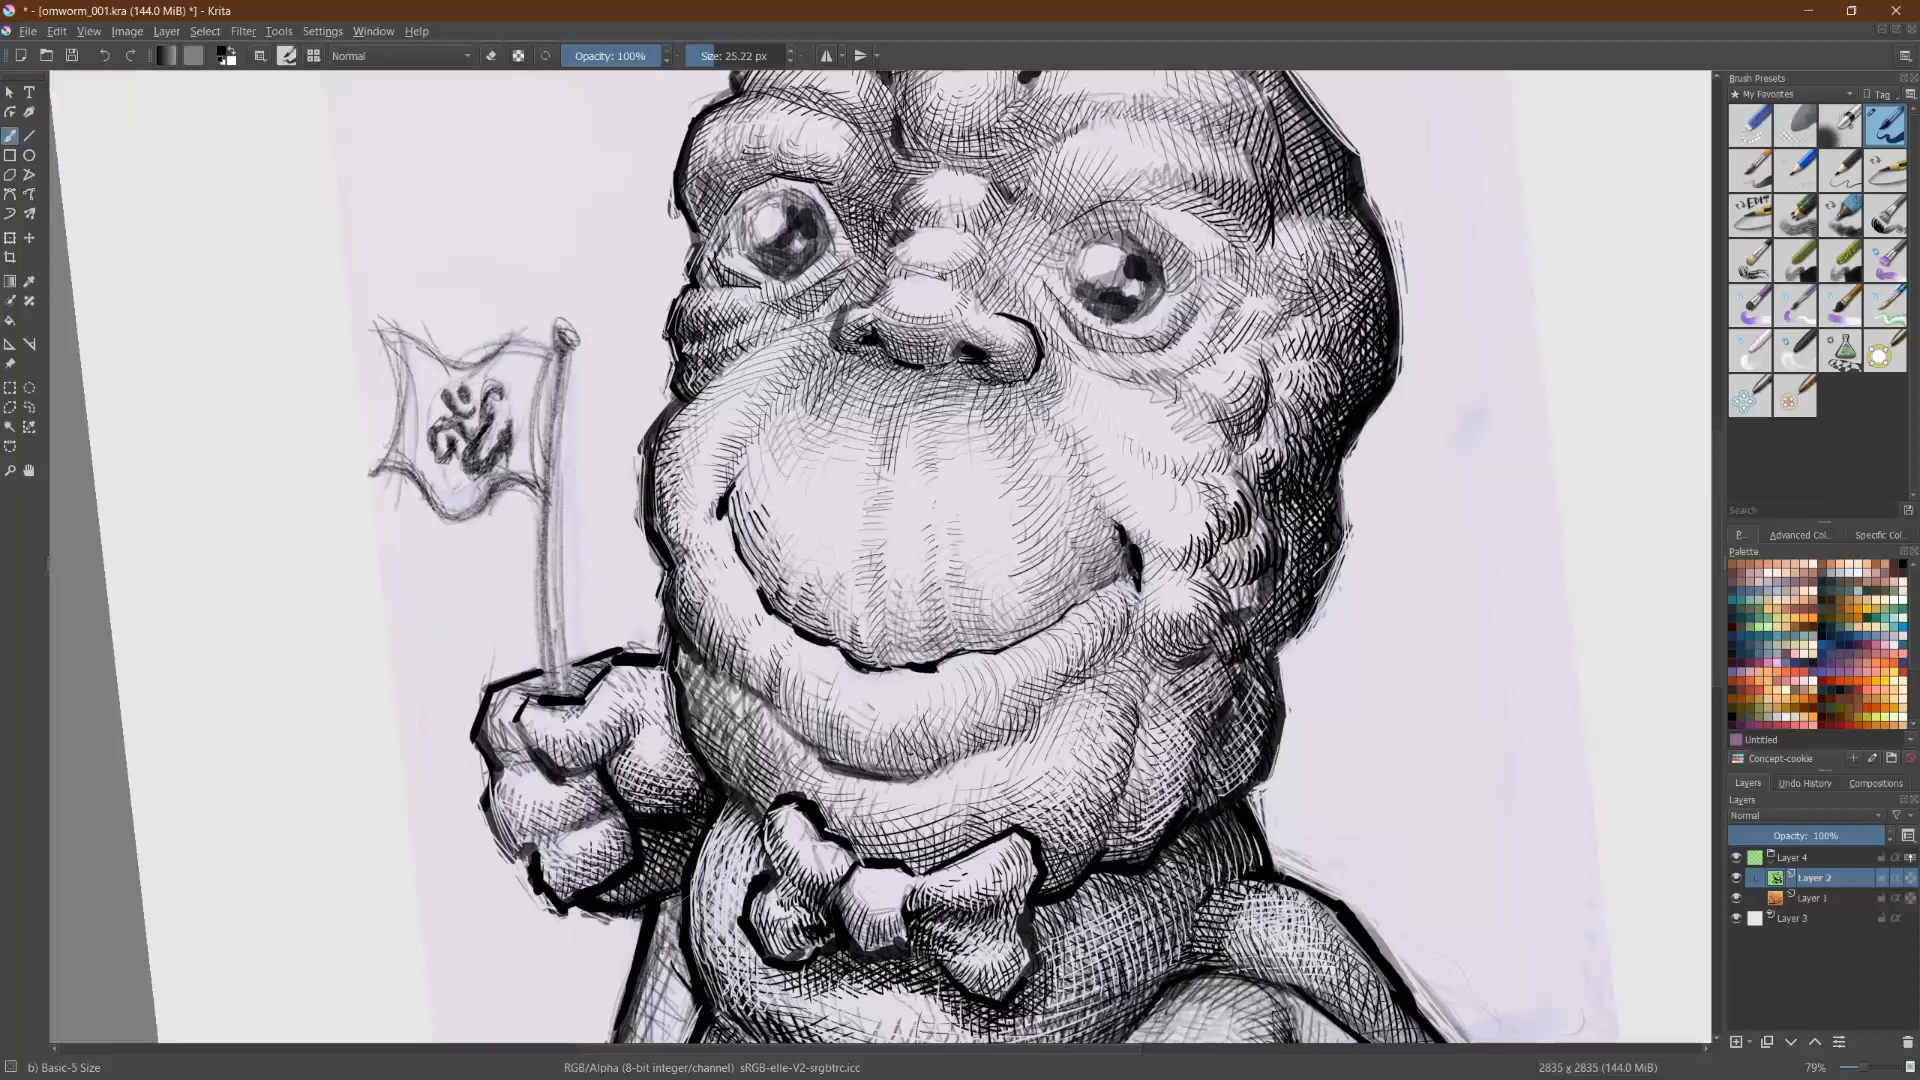 * - [omworm_001.kra (144.0 MiB) *] - Krita
File Edit View Image Layer Select Filter Tools Settings Window Help
Normal
Opacity: 100%
Size: 25.22 px
Brush Presets
My Favorites
Tag
EDIT
Search
P...
Advanced Col...
Specific Col...
Palette
Untitled
Concept-cookie
Layers Undo History Compositions
Layers
Normal
Opacity: 100%
Layer 4
Layer 2
Layer 1
Layer 3
b) Basic-5 Size
RGB/Alpha (8-bit integer/channel) sRGB-elle-V2-srgbtrc.icc
2835 x 2835 (144.0 MiB)
79%